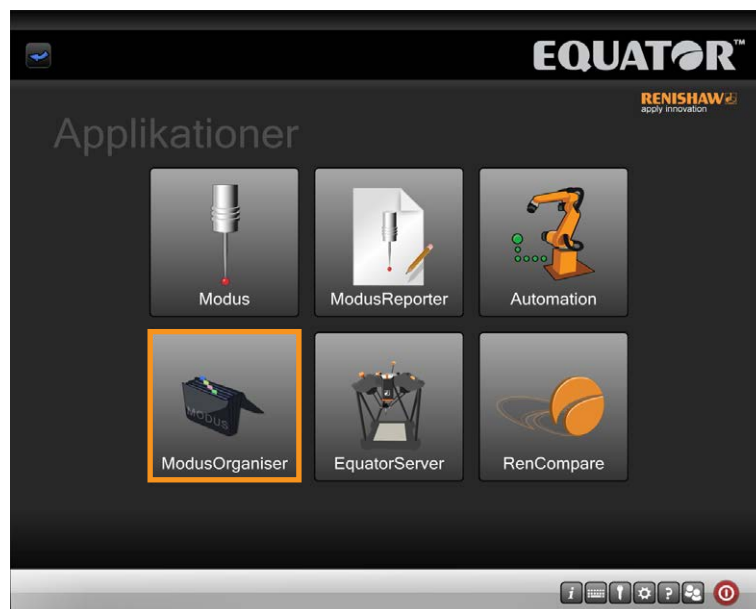 EQUATOR™
RENISHAW
apply innovation
Applikationer
Modus
ModusReporter
Automation
MODUS
ModusOrganiser
EquatorServer
RenCompare